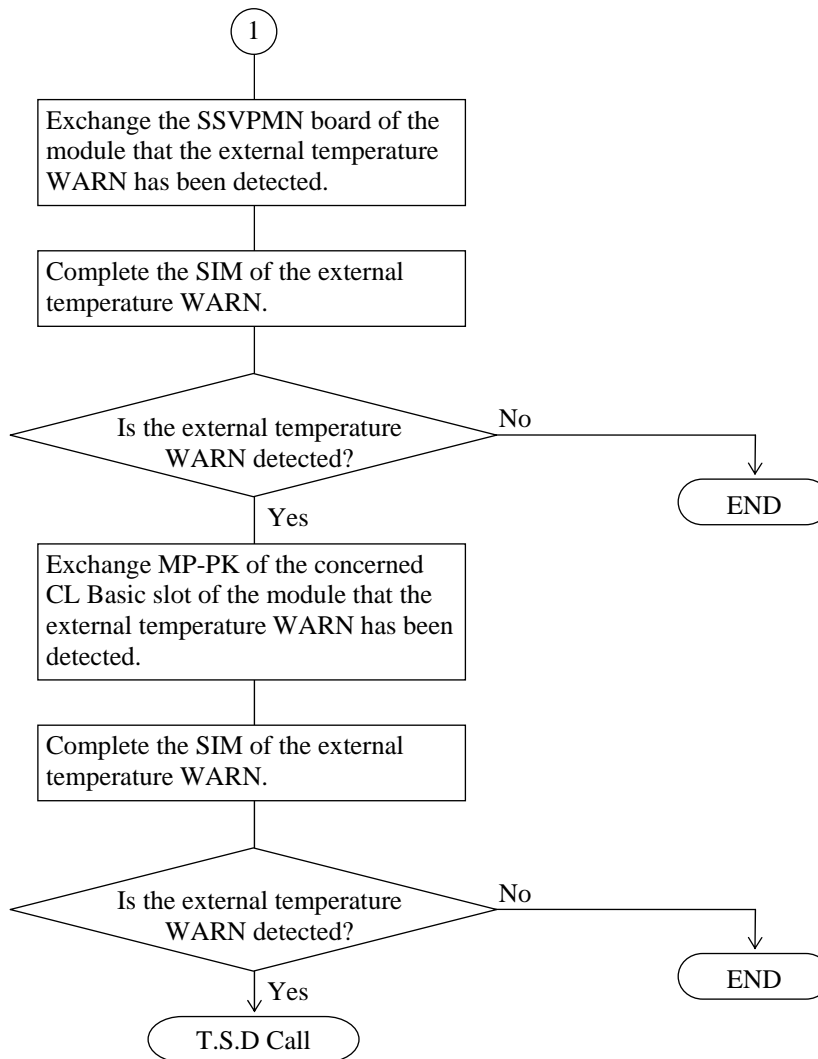 1
Exchange the SSVPMN board of the
module that the external temperature
WARN has been detected.
Complete the SIM of the external
temperature WARN.
Is the external temperature
WARN detected?
No
END
Yes
Exchange MP-PK of the concerned
CL Basic slot of the module that the
external temperature WARN has been
detected.
Complete the SIM of the external
temperature WARN.
Is the external temperature
WARN detected?
No
END
Yes
T.S.D Call